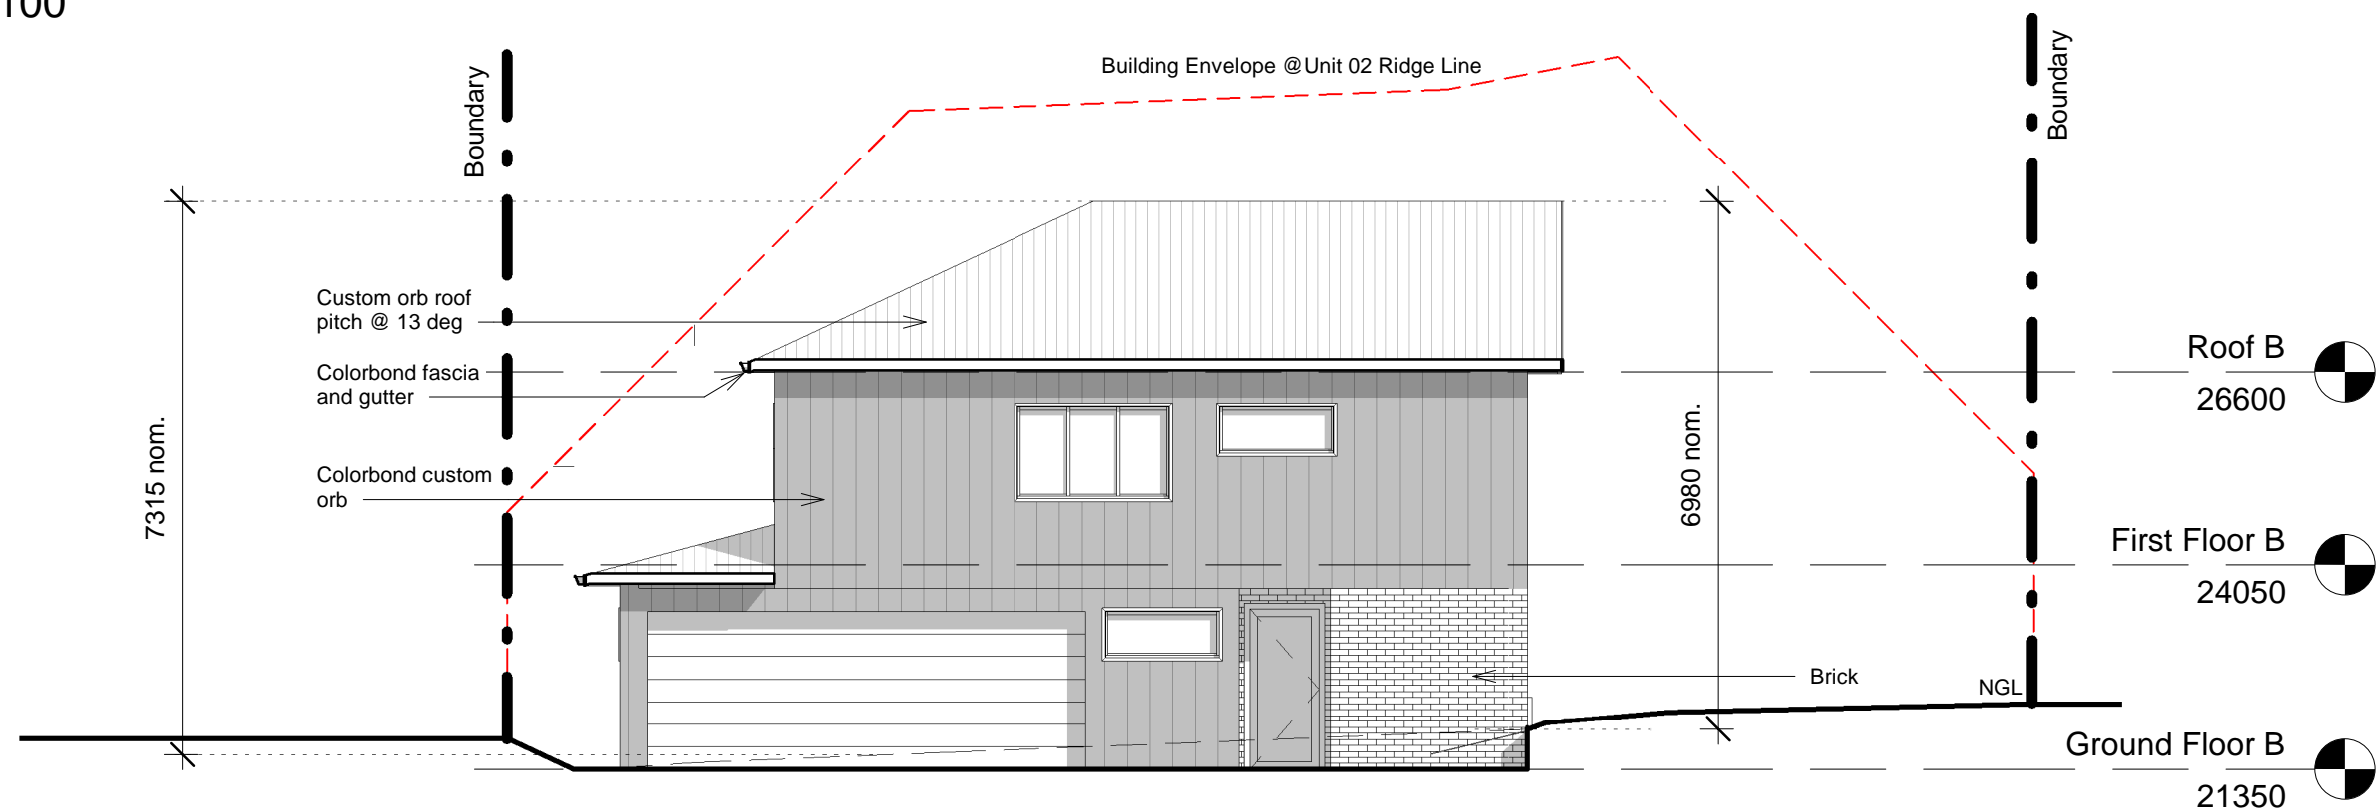 100
Building Envelope @Unit 02 Ridge Line
Boundary
Boundary
Custom orb roof
pitch @ 13 deg
Colorbond fascia
and gutter
Colorbond custom
orb
7315 nom.
6980 nom.
Roof B
26600
First Floor B
24050
Brick
NGL
Ground Floor B
21350